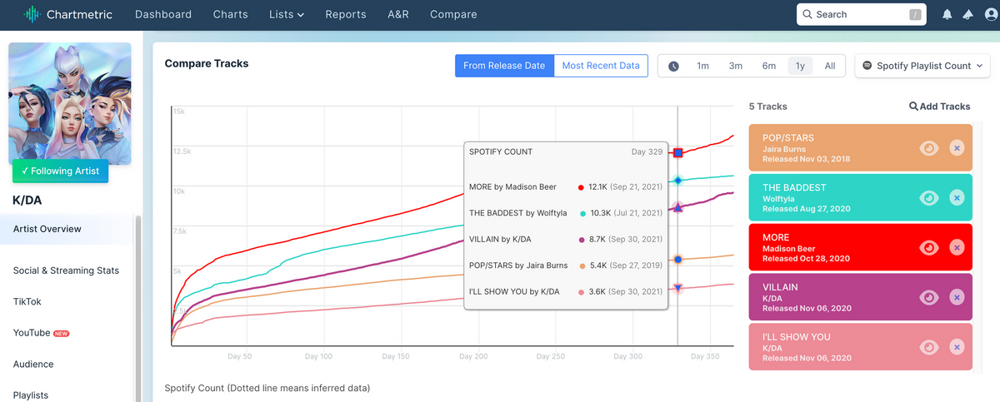 Chartmetric Dashboard Charts Lists Reports A&R Compare Search /
✓ Following Artist
K/DA
Artist Overview
Social & Streaming Stats
TikTok
YouTube NEW
Audience
Playlists
Compare Tracks
From Release Date Most Recent Data 1m 3m 6m 1y All Spotify Playlist Count
15k
12.5k
10k
7.5k
5k
2.5k
SPOTIFY COUNT Day 329
MORE by Madison Beer 12.1K (Sep 21, 2021)
THE BADDEST by Wolftyla 10.3K (Jul 21, 2021)
VILLAIN by K/DA 8.7K (Sep 30, 2021)
POP/STARS by Jaira Burns 5.4K (Sep 27, 2019)
I'LL SHOW YOU by K/DA 3.6K (Sep 30, 2021)
Day 50 Day 100 Day 150 Day 200 Day 250 Day 300 Day 350
Spotify Count (Dotted line means inferred data)
5 Tracks Add Tracks
POP/STARS
Jaira Burns
Released Nov 03, 2018
THE BADDEST
Wolftyla
Released Aug 27, 2020
MORE
Madison Beer
Released Oct 28, 2020
VILLAIN
K/DA
Released Nov 06, 2020
I'LL SHOW YOU
K/DA
Released Nov 06, 2020